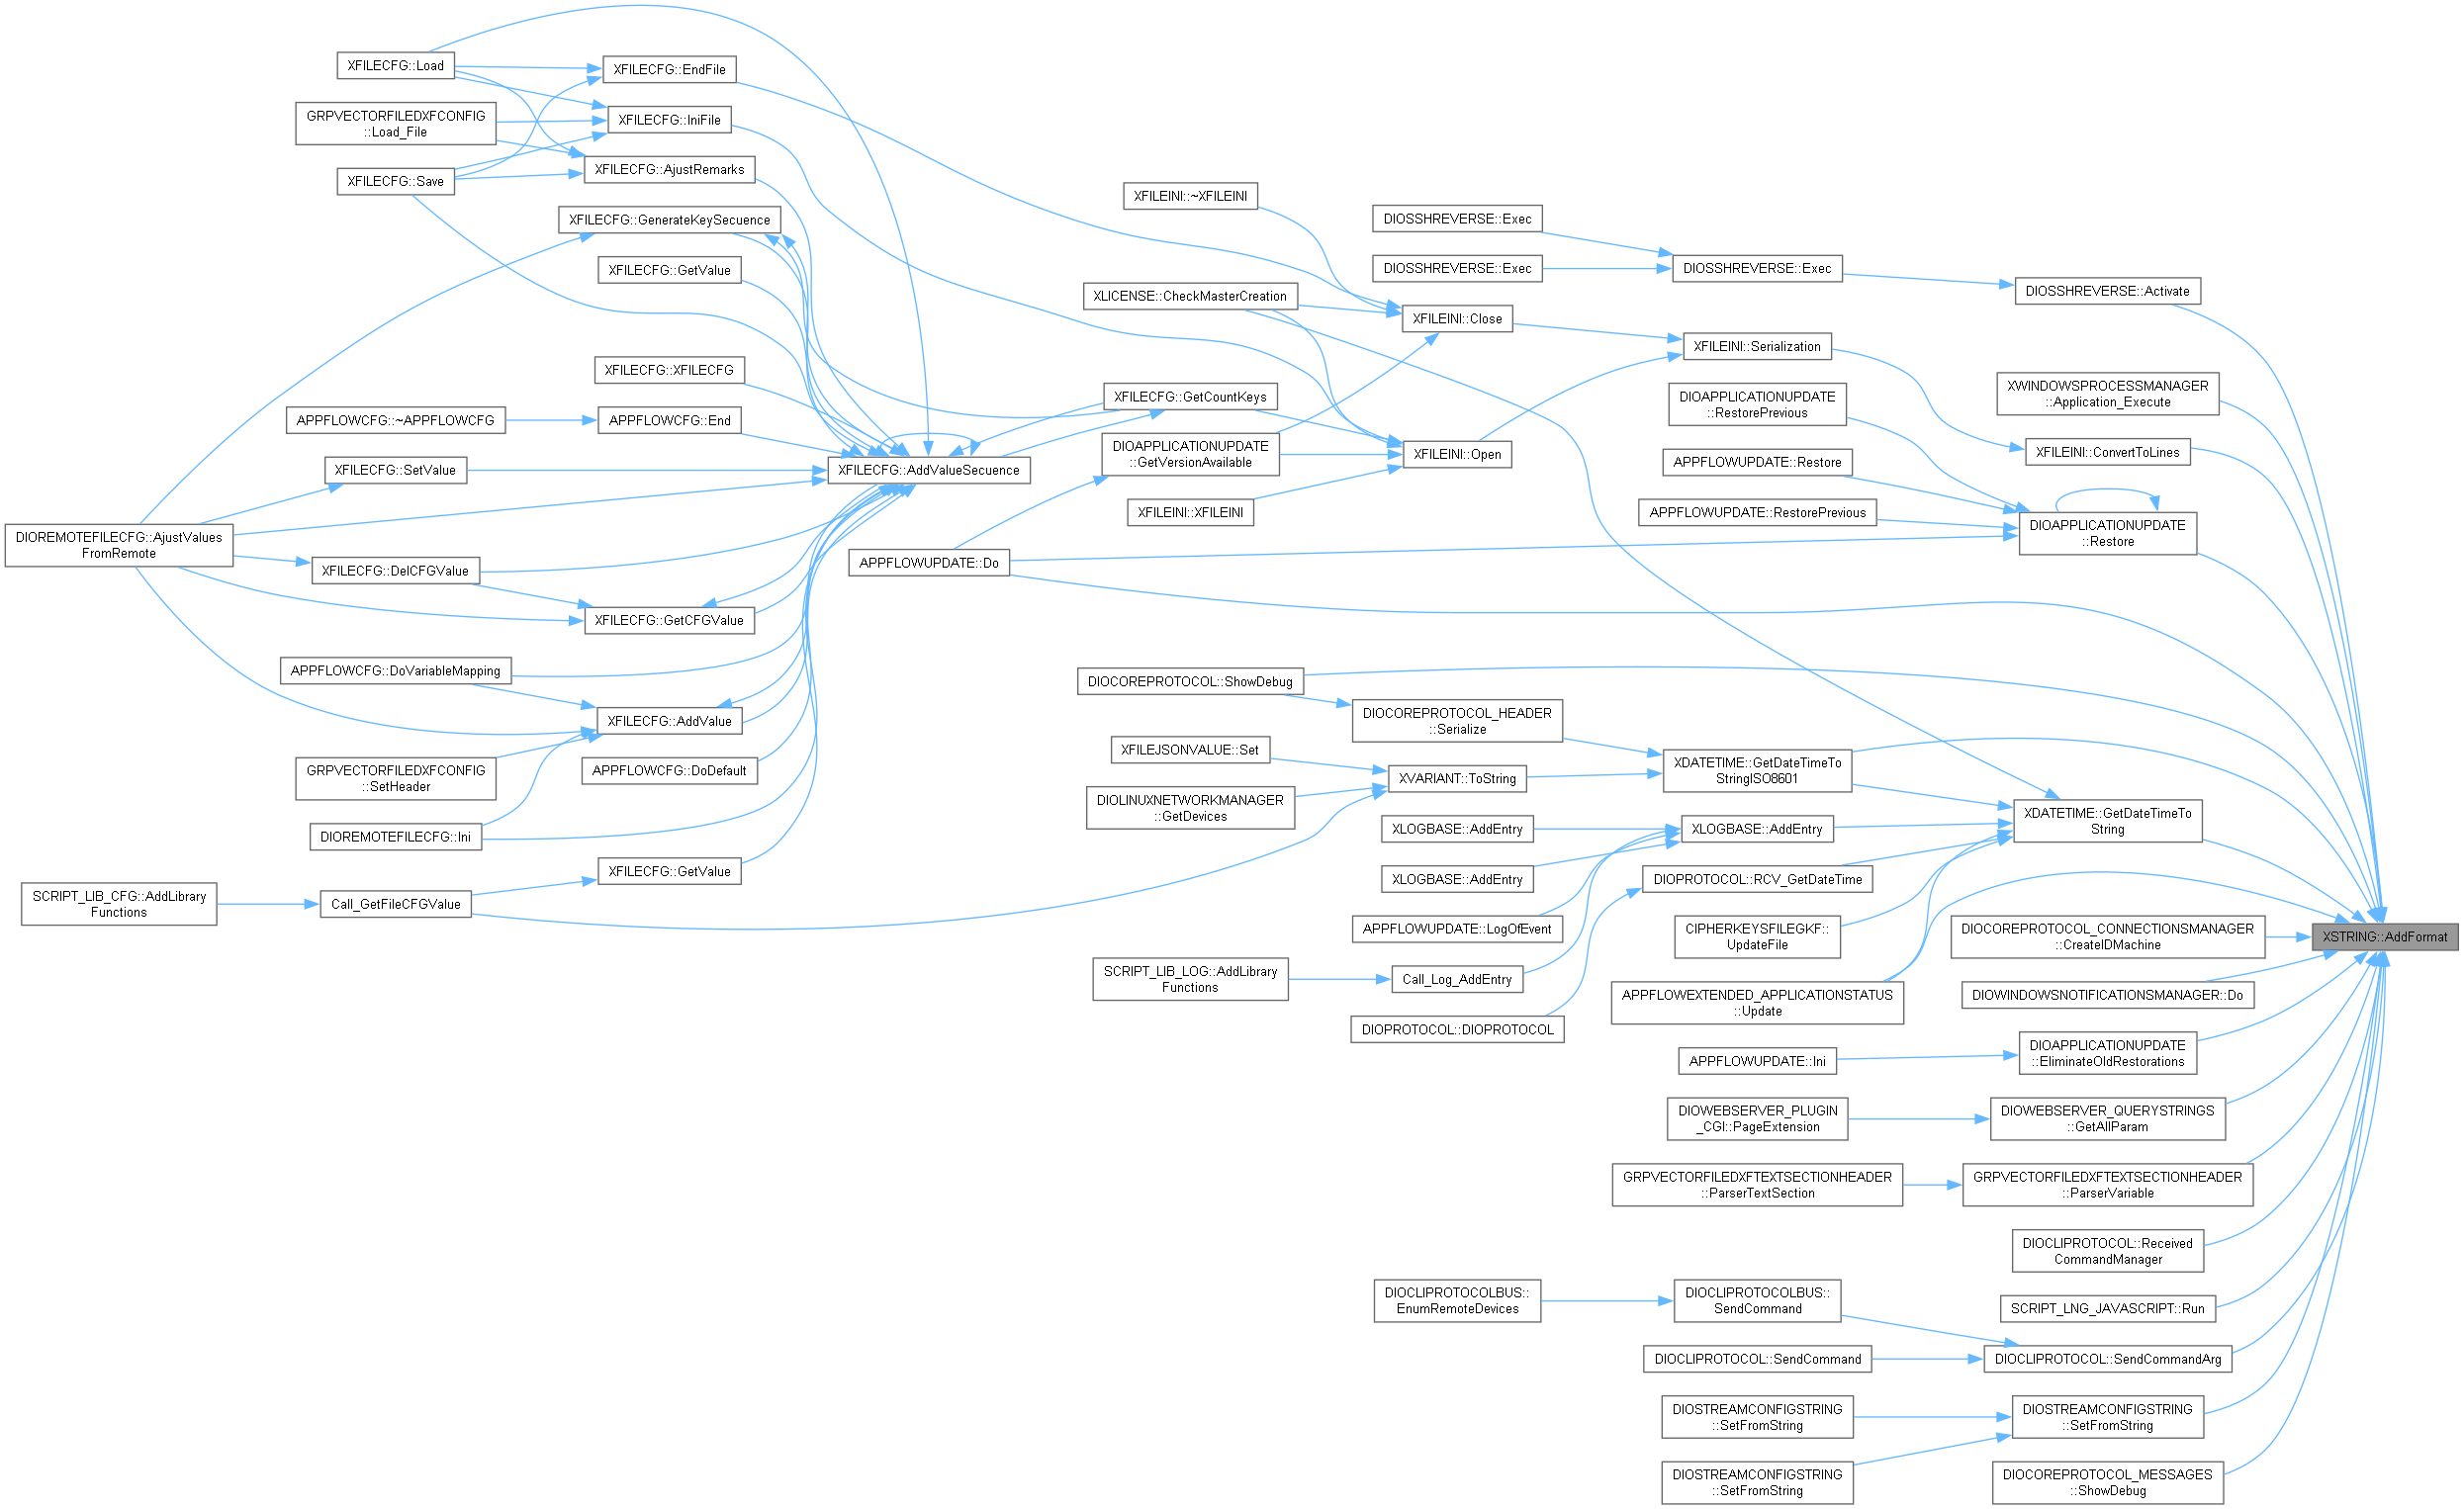 XFILECFG::Load
GRPVECTORFILEDXFCONFIG
::Load_File
XFILECFG::Save
DIOREMOTEFILECFG::AjustValues
FromRemote
APPFLOWCFG::~APPFLOWCFG
XFILECFG::SetValue
XFILECFG::DelCFGValue
APPFLOWCFG::DoVariableMapping
GRPVECTORFILEDXFCONFIG
::SetHeader
DIOREMOTEFILECFG::Ini
SCRIPT_LIB_CFG::AddLibrary
Functions
Call_GetFileCFGValue
XFILECFG::EndFile
XFILECFG::IniFile
XFILECFG::AjustRemarks
XFILECFG::GenerateKeySecuence
XFILECFG::GetValue
XFILECFG::XFILECFG
APPFLOWCFG::End
XFILECFG::GetCFGValue
XFILECFG::AddValue
APPFLOWCFG::DoDefault
XFILECFG::GetValue
XFILECFG::AddValueSecuence
XFILEINI::~XFILEINI
XLICENSE::CheckMasterCreation
XFILECFG::GetCountKeys
DIOAPPLICATIONUPDATE
::GetVersionAvailable
XFILEINI::XFILEINI
APPFLOWUPDATE::Do
DIOCOREPROTOCOL::ShowDebug
XFILEJSONVALUE::Set
DIOLINUXNETWORKMANAGER
::GetDevices
SCRIPT_LIB_LOG::AddLibrary
Functions
DIOSSHREVERSE::Exec
DIOSSHREVERSE::Exec
XFILEINI::Close
XFILEINI::Open
DIOCOREPROTOCOL_HEADER
::Serialize
XVARIANT::ToString
XLOGBASE::AddEntry
XLOGBASE::AddEntry
APPFLOWUPDATE::LogOfEvent
Call_Log_AddEntry
DIOPROTOCOL::DIOPROTOCOL
DIOCLIPROTOCOLBUS::
EnumRemoteDevices
DIOSSHREVERSE::Exec
XFILEINI::Serialization
DIOAPPLICATIONUPDATE
::RestorePrevious
APPFLOWUPDATE::Restore
APPFLOWUPDATE::RestorePrevious
XDATETIME::GetDateTimeTo
StringISO8601
XLOGBASE::AddEntry
DIOPROTOCOL::RCV_GetDateTime
CIPHERKEYSFILEGKF::
UpdateFile
APPFLOWEXTENDED_APPLICATIONSTATUS
::Update
APPFLOWUPDATE::Ini
DIOWEBSERVER_PLUGIN
_CGI::PageExtension
GRPVECTORFILEDXFTEXTSECTIONHEADER
::ParserTextSection
DIOCLIPROTOCOLBUS::
SendCommand
DIOCLIPROTOCOL::SendCommand
DIOSTREAMCONFIGSTRING
::SetFromString
DIOSTREAMCONFIGSTRING
::SetFromString
DIOSSHREVERSE::Activate
XWINDOWSPROCESSMANAGER
::Application_Execute
XFILEINI::ConvertToLines
DIOAPPLICATIONUPDATE
::Restore
XDATETIME::GetDateTimeTo
String
DIOCOREPROTOCOL_CONNECTIONSMANAGER
::CreateIDMachine
DIOWINDOWSNOTIFICATIONSMANAGER::Do
DIOAPPLICATIONUPDATE
::EliminateOldRestorations
DIOWEBSERVER_QUERYSTRINGS
::GetAllParam
GRPVECTORFILEDXFTEXTSECTIONHEADER
::ParserVariable
DIOCLIPROTOCOL::Received
CommandManager
SCRIPT_LNG_JAVASCRIPT::Run
DIOCLIPROTOCOL::SendCommandArg
DIOSTREAMCONFIGSTRING
::SetFromString
DIOCOREPROTOCOL_MESSAGES
::ShowDebug
XSTRING::AddFormat